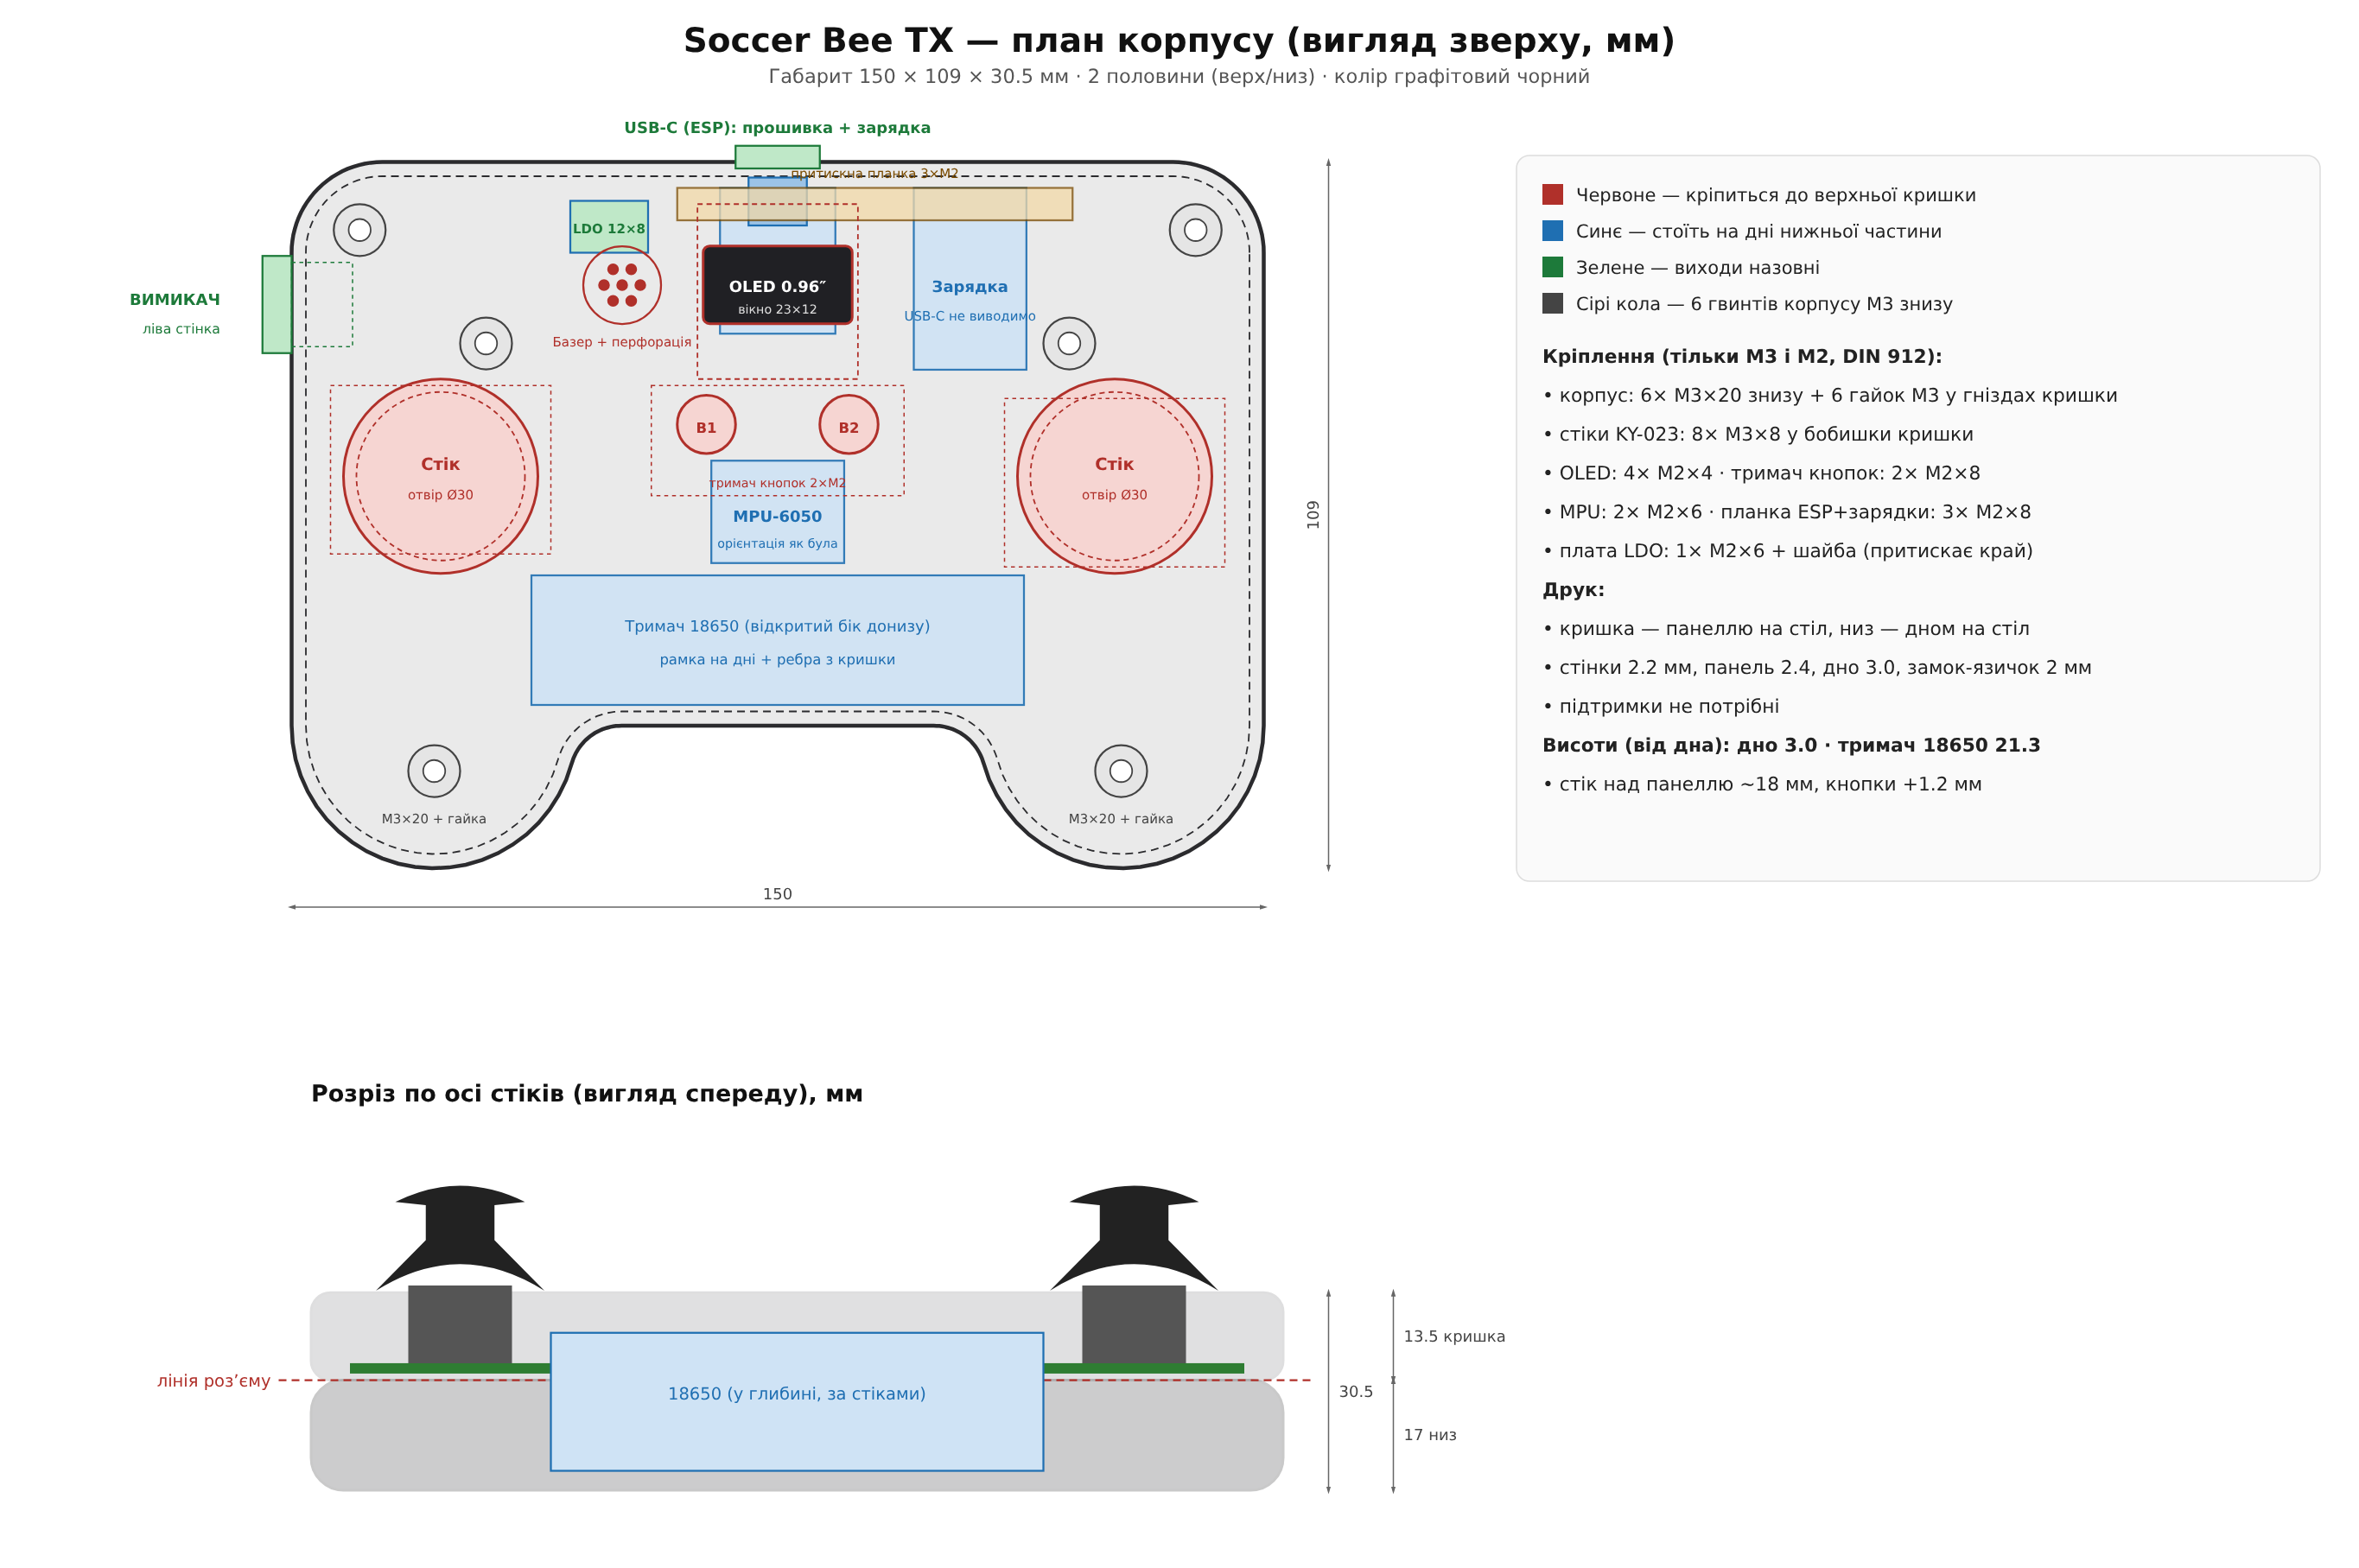 Soccer Bee TX — план корпусу (вигляд зверху, мм)
Габарит 150 × 109 × 30.5 мм · 2 половини (верх/низ) · колір графітовий чорний
USB-C (ESP): прошивка + зарядка
притискна планка 3×M2
LDO 12×8
ВИМИКАЧ
ліва стінка
OLED 0.96″
вікно 23×12
Зарядка
USB-C не виводимо
Базер + перфорація
B1
B2
Стік
отвір Ø30
тримач кнопок 2×M2
MPU-6050
орієнтація як була
Стік
отвір Ø30
Тримач 18650 (відкритий бік донизу)
рамка на дні + ребра з кришки
M3×20 + гайка
M3×20 + гайка
109
150
Червоне — кріпиться до верхньої кришки
Синє — стоїть на дні нижньої частини
Зелене — виходи назовні
Сірі кола — 6 гвинтів корпусу M3 знизу
Кріплення (тільки M3 і M2, DIN 912):
• корпус: 6× M3×20 знизу + 6 гайок M3 у гніздах кришки
• стіки KY-023: 8× M3×8 у бобишки кришки
• OLED: 4× M2×4 · тримач кнопок: 2× M2×8
• MPU: 2× M2×6 · планка ESP+зарядки: 3× M2×8
• плата LDO: 1× M2×6 + шайба (притискає край)
Друк:
• кришка — панеллю на стіл, низ — дном на стіл
• стінки 2.2 мм, панель 2.4, дно 3.0, замок-язичок 2 мм
• підтримки не потрібні
Висоти (від дна): дно 3.0 · тримач 18650 21.3
• стік над панеллю ~18 мм, кнопки +1.2 мм
Розріз по осі стіків (вигляд спереду), мм
13.5 кришка
лінія роз’єму
18650 (у глибині, за стіками)
30.5
17 низ